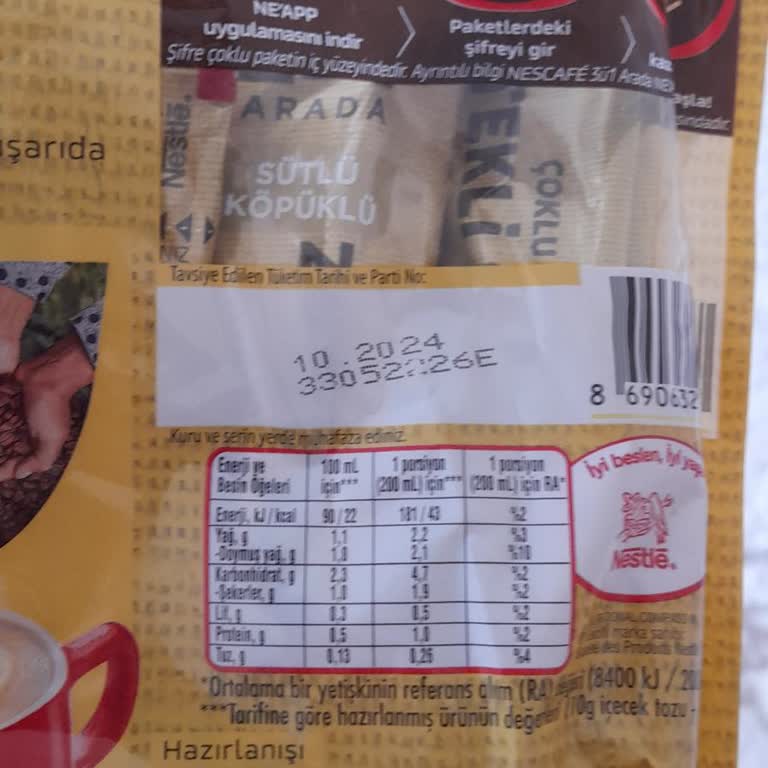 NE'APP
uygulamasını indir
Paketlerdeki
şifreyi gir
Şifre çoklu paketin iç yüzeyindedir. Ayrıntılı bilgi NESCAFÉ 3ü1 Arada
şarıda
Nestlé.
ARADA
SÜTLÜ
KÖPÜKLÜ
TEKLİ
ÇOKLU
Tavsiye Edilen Tüketim Tarihi ve Parti No:
10 .2024
8 690632
Kuru ve serin yerde muhafaza ediniz.
Enerji ve Besin Öğeleri 100 mL için*** 1 porsiyon (200 mL) için*** 1 porsiyon (200 mL) için RA*
Enerji, kJ/kcal 90/22 181/43 %2
Yağ, g 1,1 2,2 %3
-Doymuş yağ, g 1,0 2,1 %10
Karbonhidrat, g 2,3 4,7 %2
-Şekerler, g 1,0 1,9 %2
Lif, g 0,3 0,5 %2
Protein, g 0,5 1,0 %2
Tuz, g 0,13 0,26 %4
İyi beslen, İyi yaşa
Nestlé.
*Ortalama bir yetişkinin referans alım (RA) değeri (8400 kJ /
***Tarifine göre hazırlanmış ürünün değerleri /10g içecek tozu
Hazırlanışı